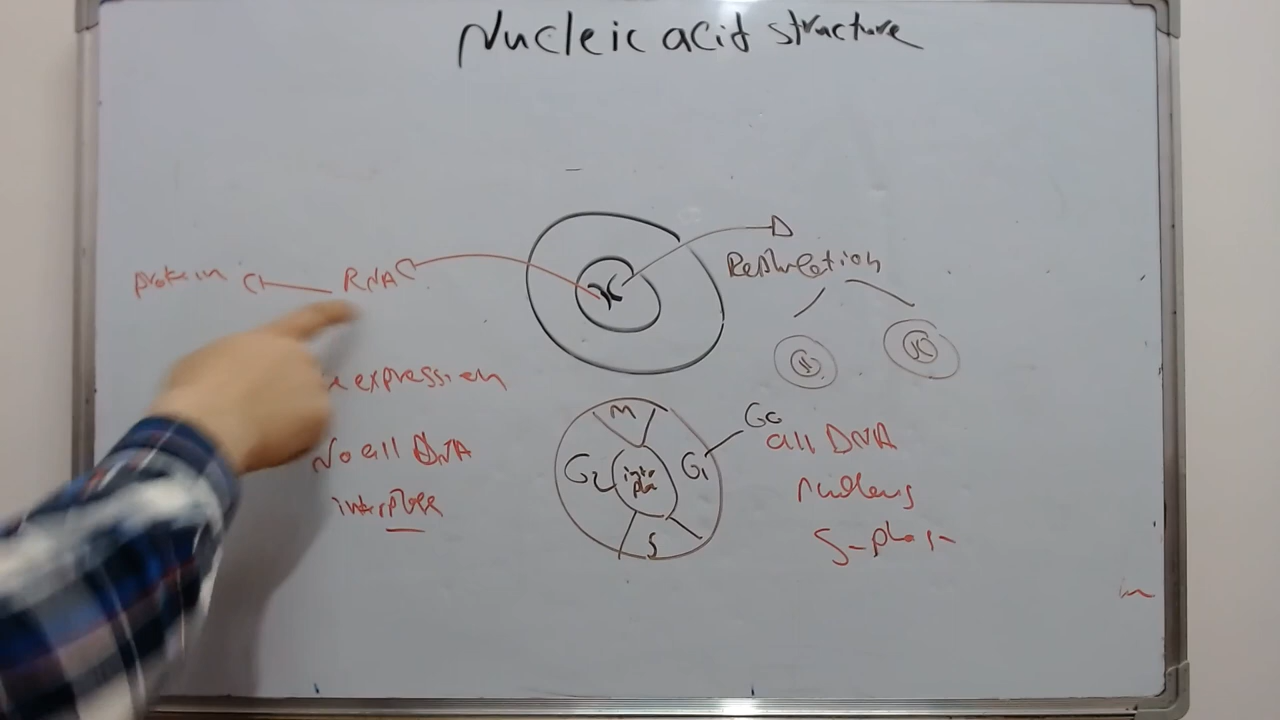 Nucleic acid structure
protein
RNA
Replication
expression
No all DNA
interphase
M
G2
G1
S
G0
all DNA
nucleus
S-phase